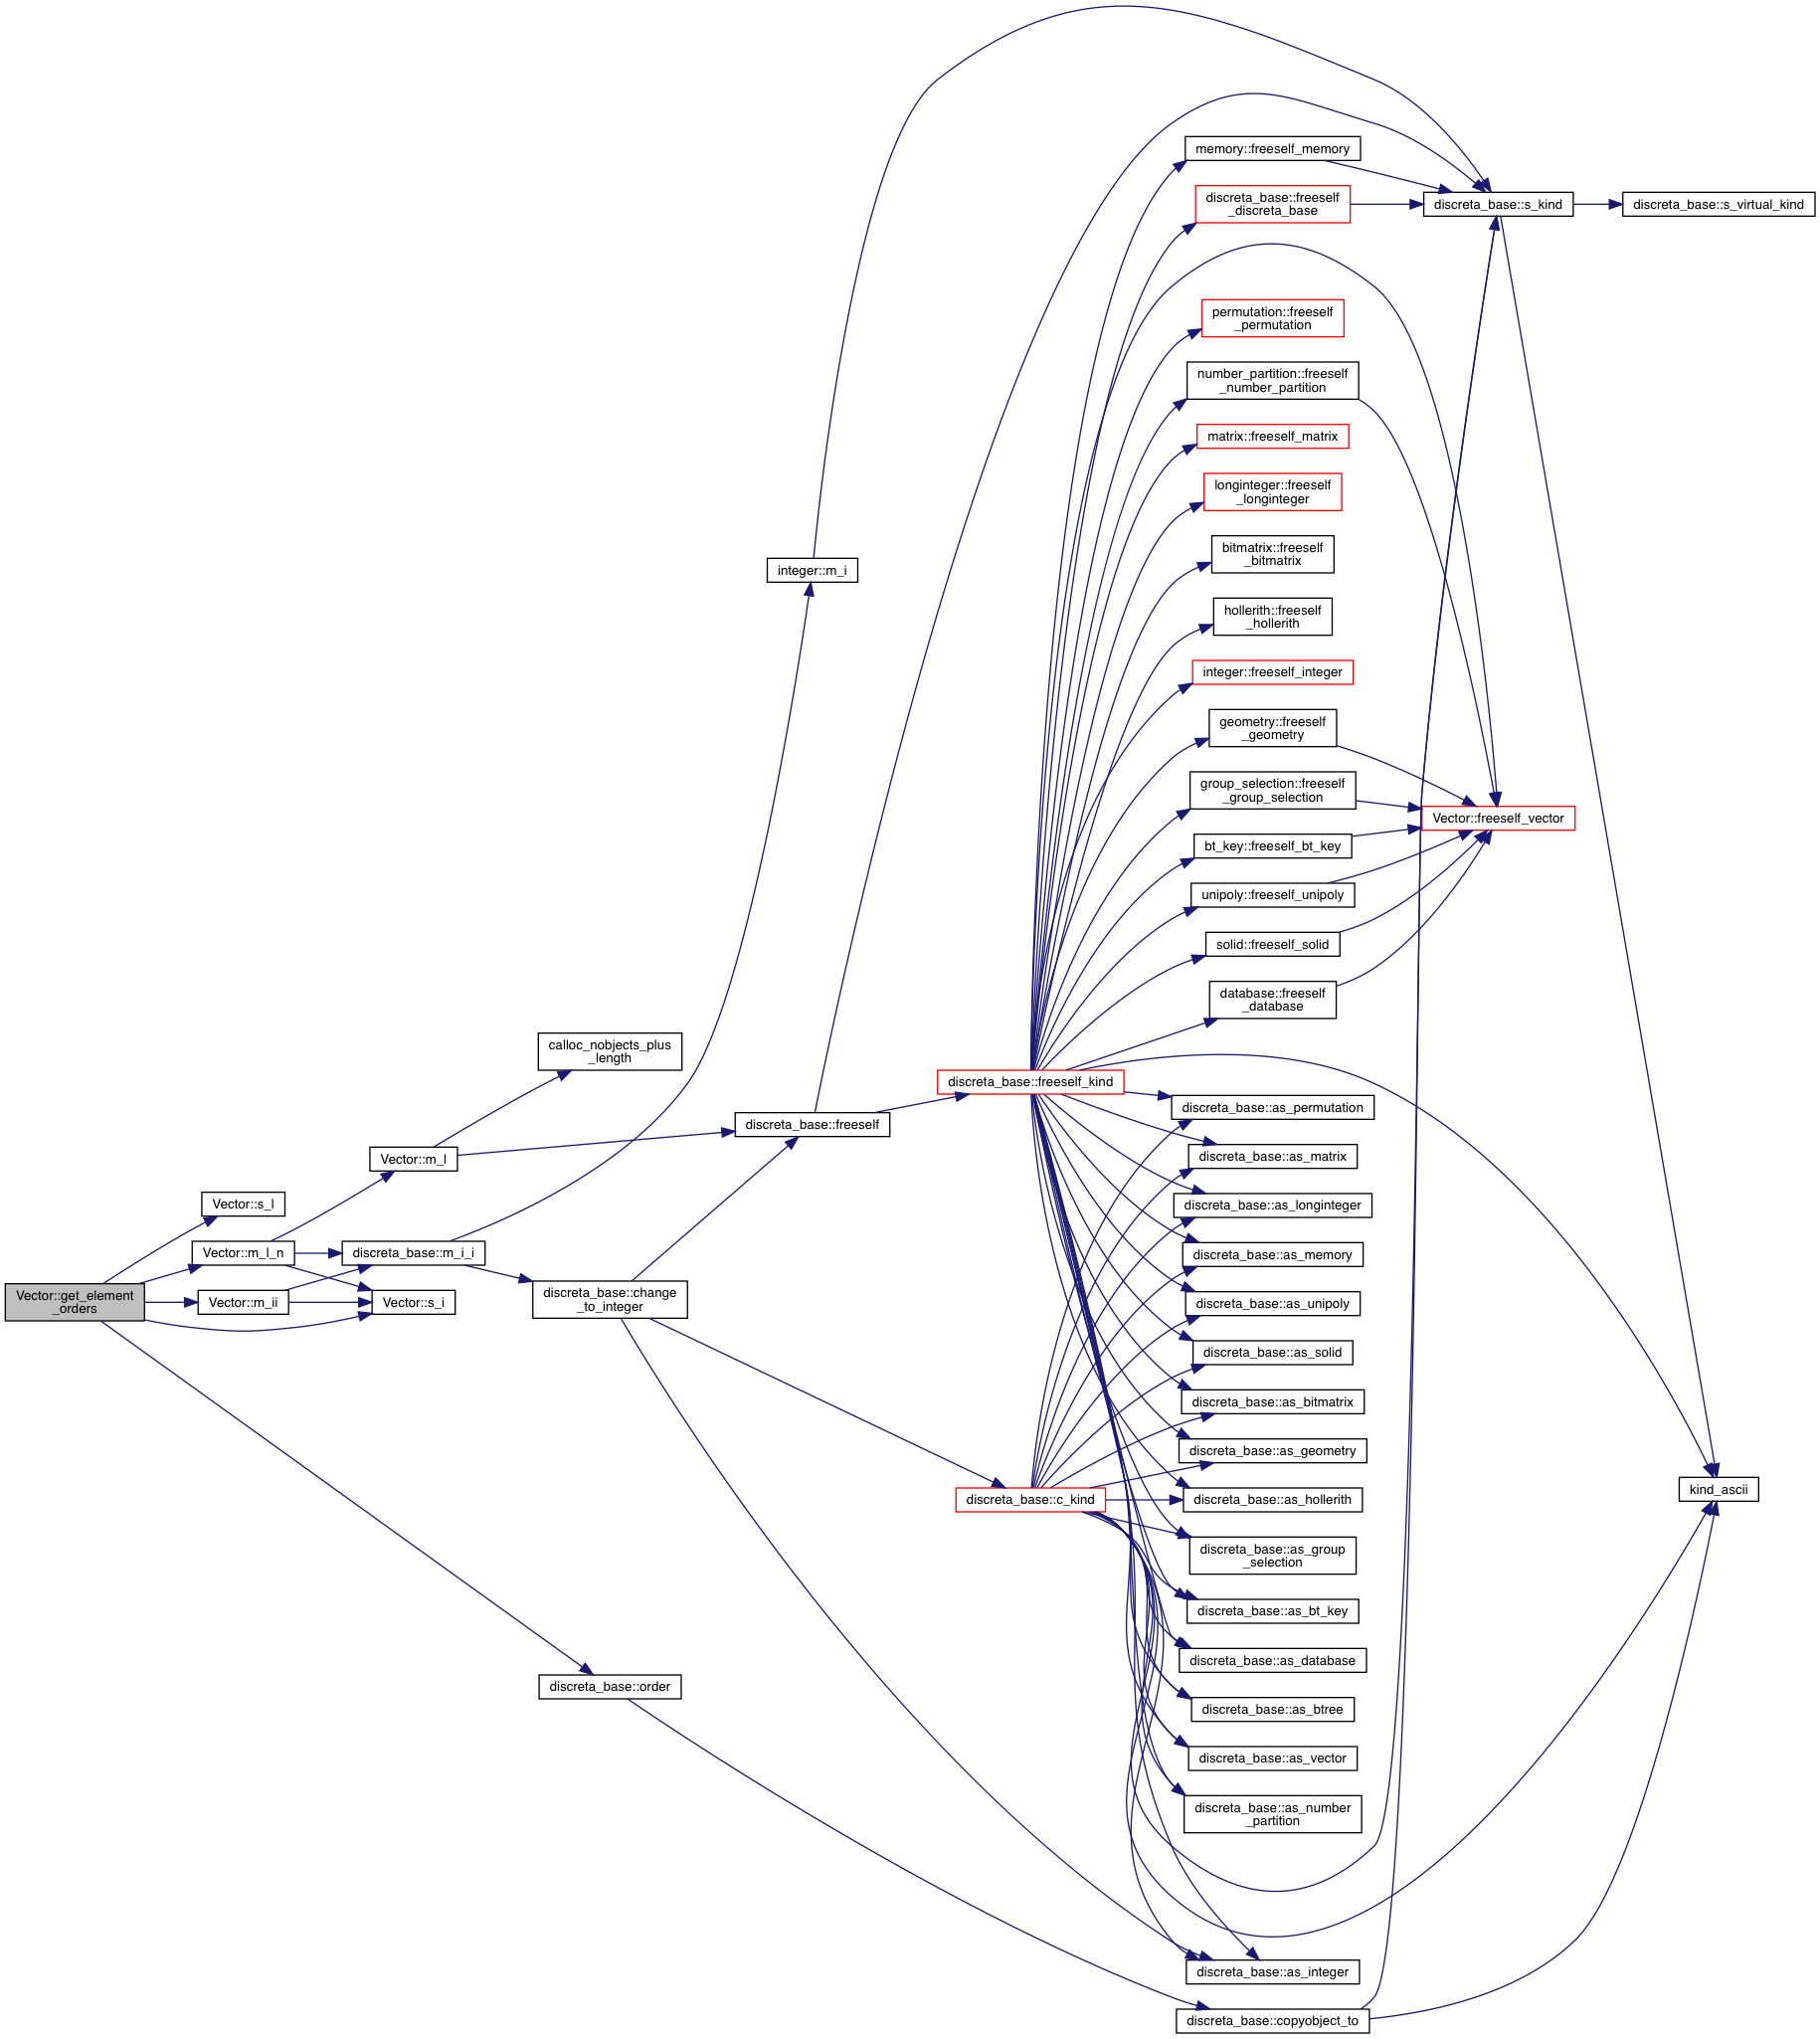 memory::freeself_memory
discreta_base::freeself
_discreta_base
discreta_base::s_kind
discreta_base::s_virtual_kind
permutation::freeself
_permutation
number_partition::freeself
_number_partition
matrix::freeself_matrix
longinteger::freeself
_longinteger
bitmatrix::freeself
_bitmatrix
integer::m_i
hollerith::freeself
_hollerith
integer::freeself_integer
geometry::freeself
_geometry
group_selection::freeself
_group_selection
Vector::freeself_vector
bt_key::freeself_bt_key
unipoly::freeself_unipoly
solid::freeself_solid
database::freeself
_database
calloc_nobjects_plus
_length
discreta_base::freeself_kind
discreta_base::as_permutation
discreta_base::freeself
Vector::m_l
discreta_base::as_matrix
Vector::s_l
discreta_base::as_longinteger
Vector::m_l_n
discreta_base::m_i_i
discreta_base::as_memory
Vector::get_element
_orders
Vector::m_ii
Vector::s_i
discreta_base::change
_to_integer
discreta_base::as_unipoly
discreta_base::as_solid
discreta_base::as_bitmatrix
discreta_base::as_geometry
discreta_base::c_kind
discreta_base::as_hollerith
kind_ascii
discreta_base::as_group
_selection
discreta_base::as_bt_key
discreta_base::as_database
discreta_base::order
discreta_base::as_btree
discreta_base::as_vector
discreta_base::as_number
_partition
discreta_base::as_integer
discreta_base::copyobject_to